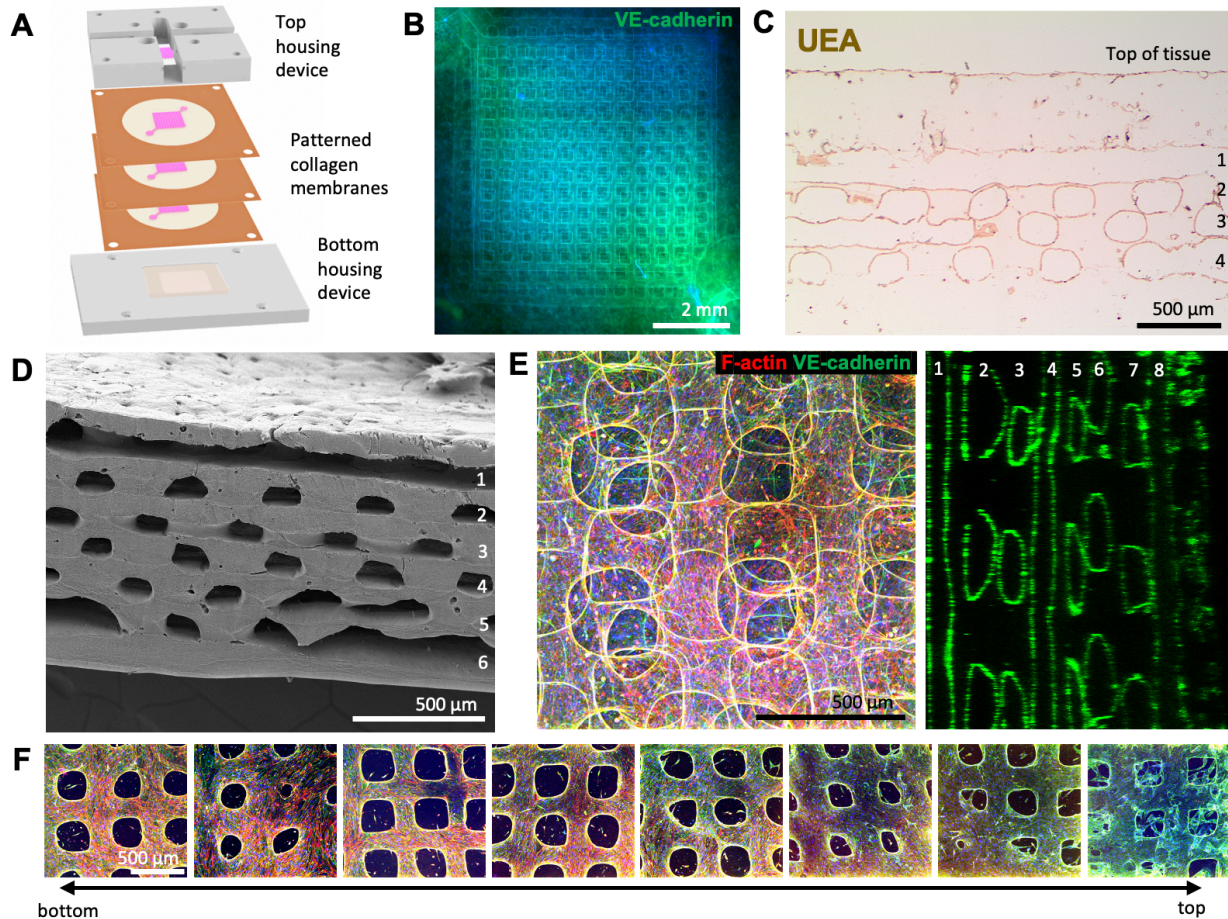 A
Top
housing
device
Patterned
collagen
membranes
Bottom
housing
device
B
VE-cadherin
2 mm
C
UEA
Top of tissue
1
2
3
4
500 µm
D
1
2
3
4
5
6
500 µm
E
F-actin VE-cadherin
500 µm
1 2 3 4 5 6 7 8
F
500 µm
bottom
top